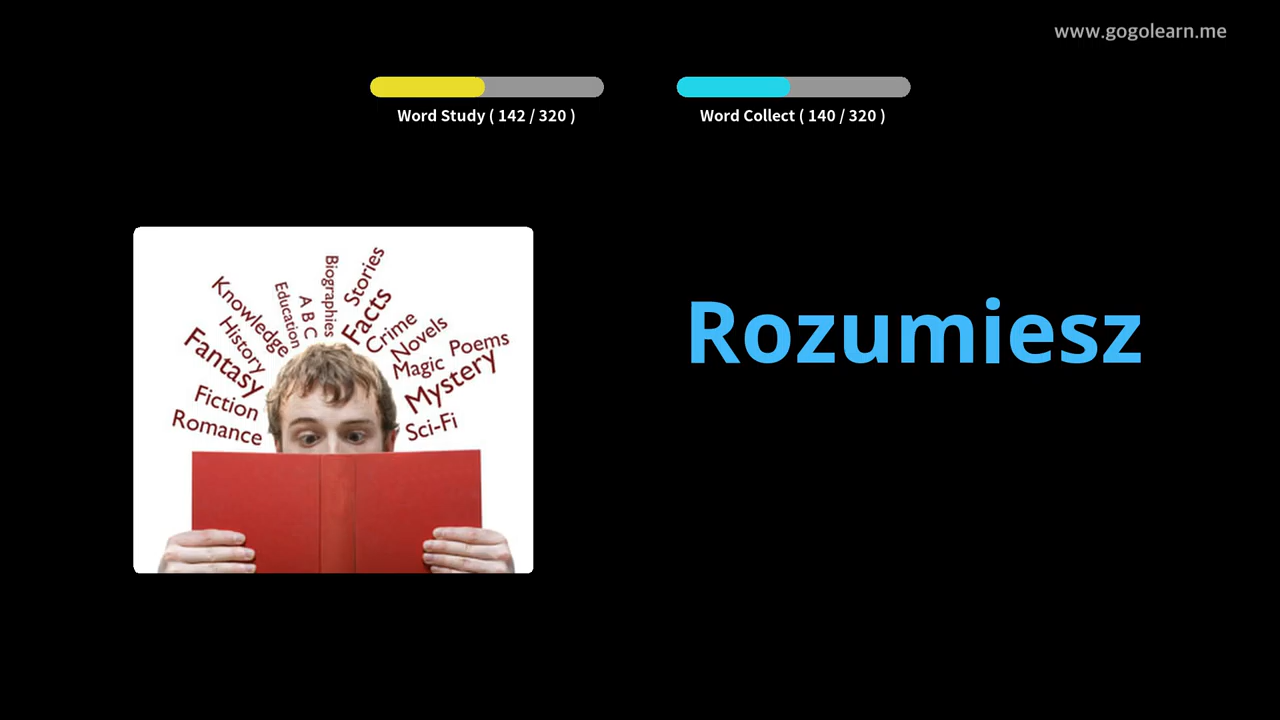 www.gogolearn.me
Word Study ( 142 / 320 )
Word Collect ( 140 / 320 )
Rozumiesz
Knowledge
History
Fantasy
Fiction
Romance
Education
A B C
Biographies
Stories
Facts
Crime
Novels
Magic
Poems
Mystery
Sci-Fi